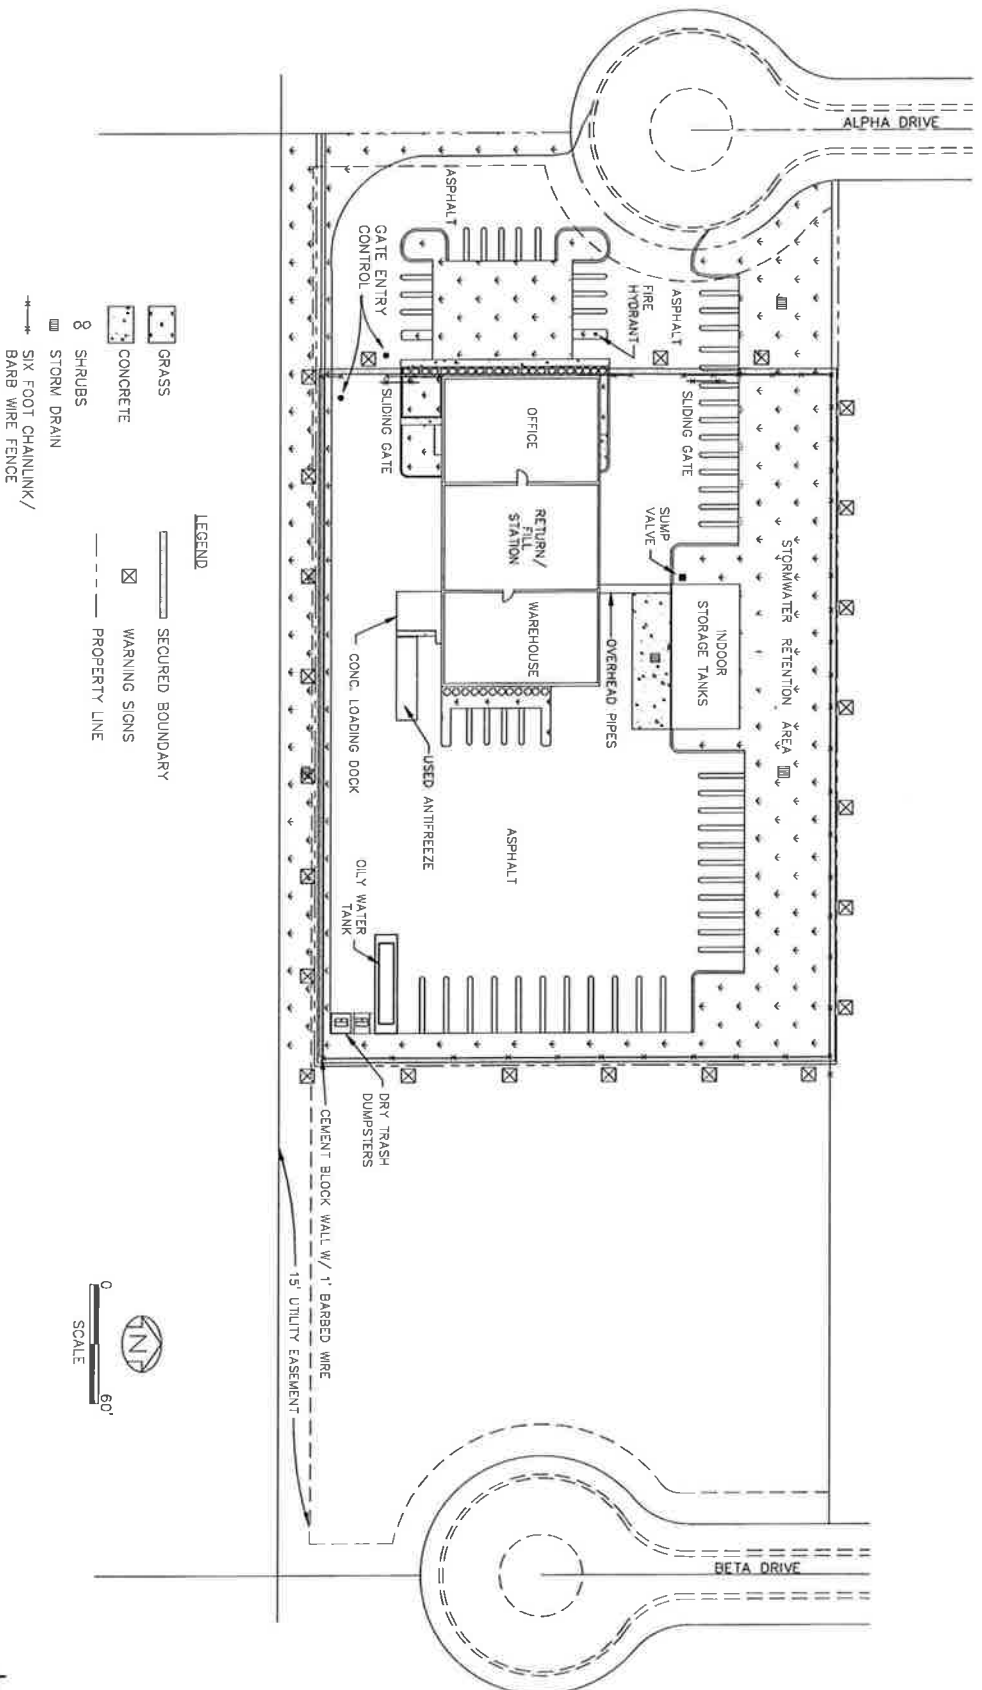 ALPHA DRIVE
ASPHALT
GATE ENTRY
CONTROL
FIRE
HYDRANT
ASPHALT
SLIDING GATE
SLIDING GATE
OFFICE
RETURN/
FILL
STATION
WAREHOUSE
SUMP
VALVE
INDOOR
STORAGE TANKS
STORMWATER RETENTION AREA
OVERHEAD PIPES
CONC. LOADING DOCK
USED ANTIFREEZE
ASPHALT
OILY WATER
TANK
DRY TRASH
DUMPSTERS
CEMENT BLOCK WALL W/ 1' BARBED WIRE
15' UTILITY EASEMENT
BETA DRIVE
LEGEND
GRASS
CONCRETE
SHRUBS
STORM DRAIN
SIX FOOT CHAINLINK/
BARB WIRE FENCE
SECURED BOUNDARY
WARNING SIGNS
PROPERTY LINE
N
0 60'
SCALE